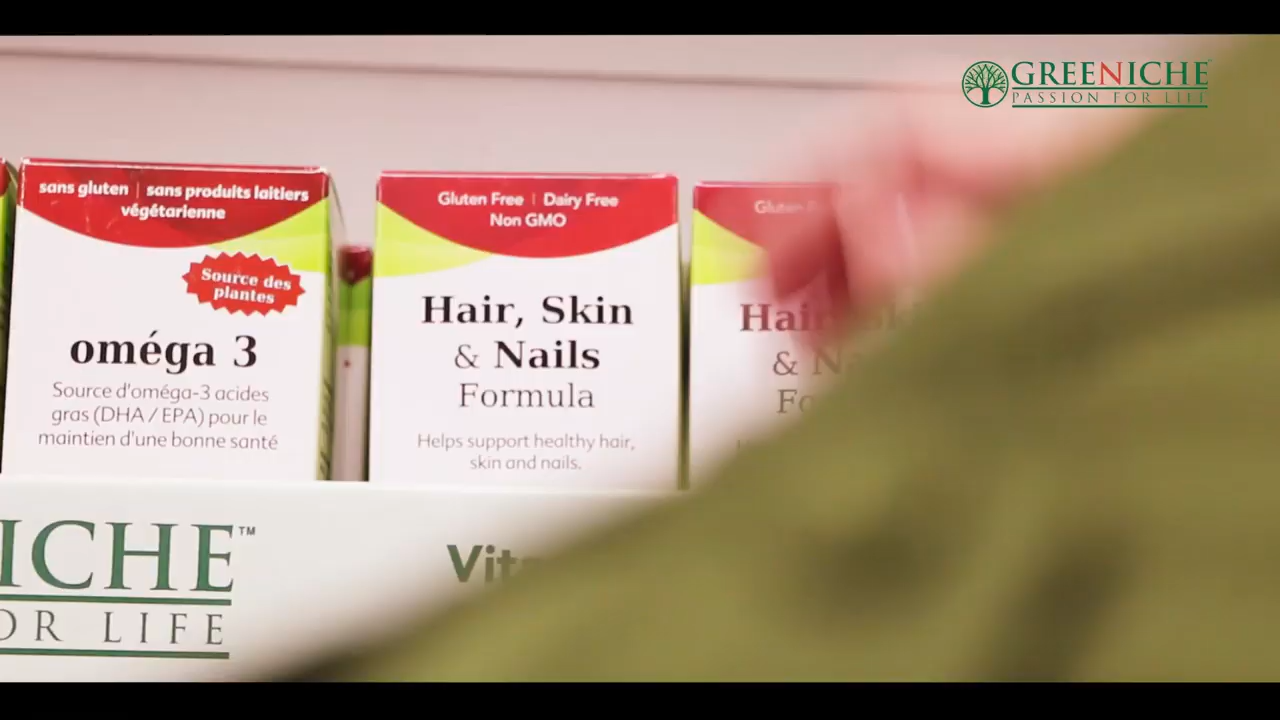 GREENICHE
PASSION FOR LIFE
sans gluten | sans produits laitiers
végétarienne
Source des
plantes
oméga 3
Source d'oméga-3 acides
gras (DHA / EPA) pour le
maintien d'une bonne santé
Gluten Free | Dairy Free
Non GMO
Hair, Skin
& Nails
Formula
Helps support healthy hair,
skin and nails.
Gluten
Hair
&
ICHE™
OR LIFE